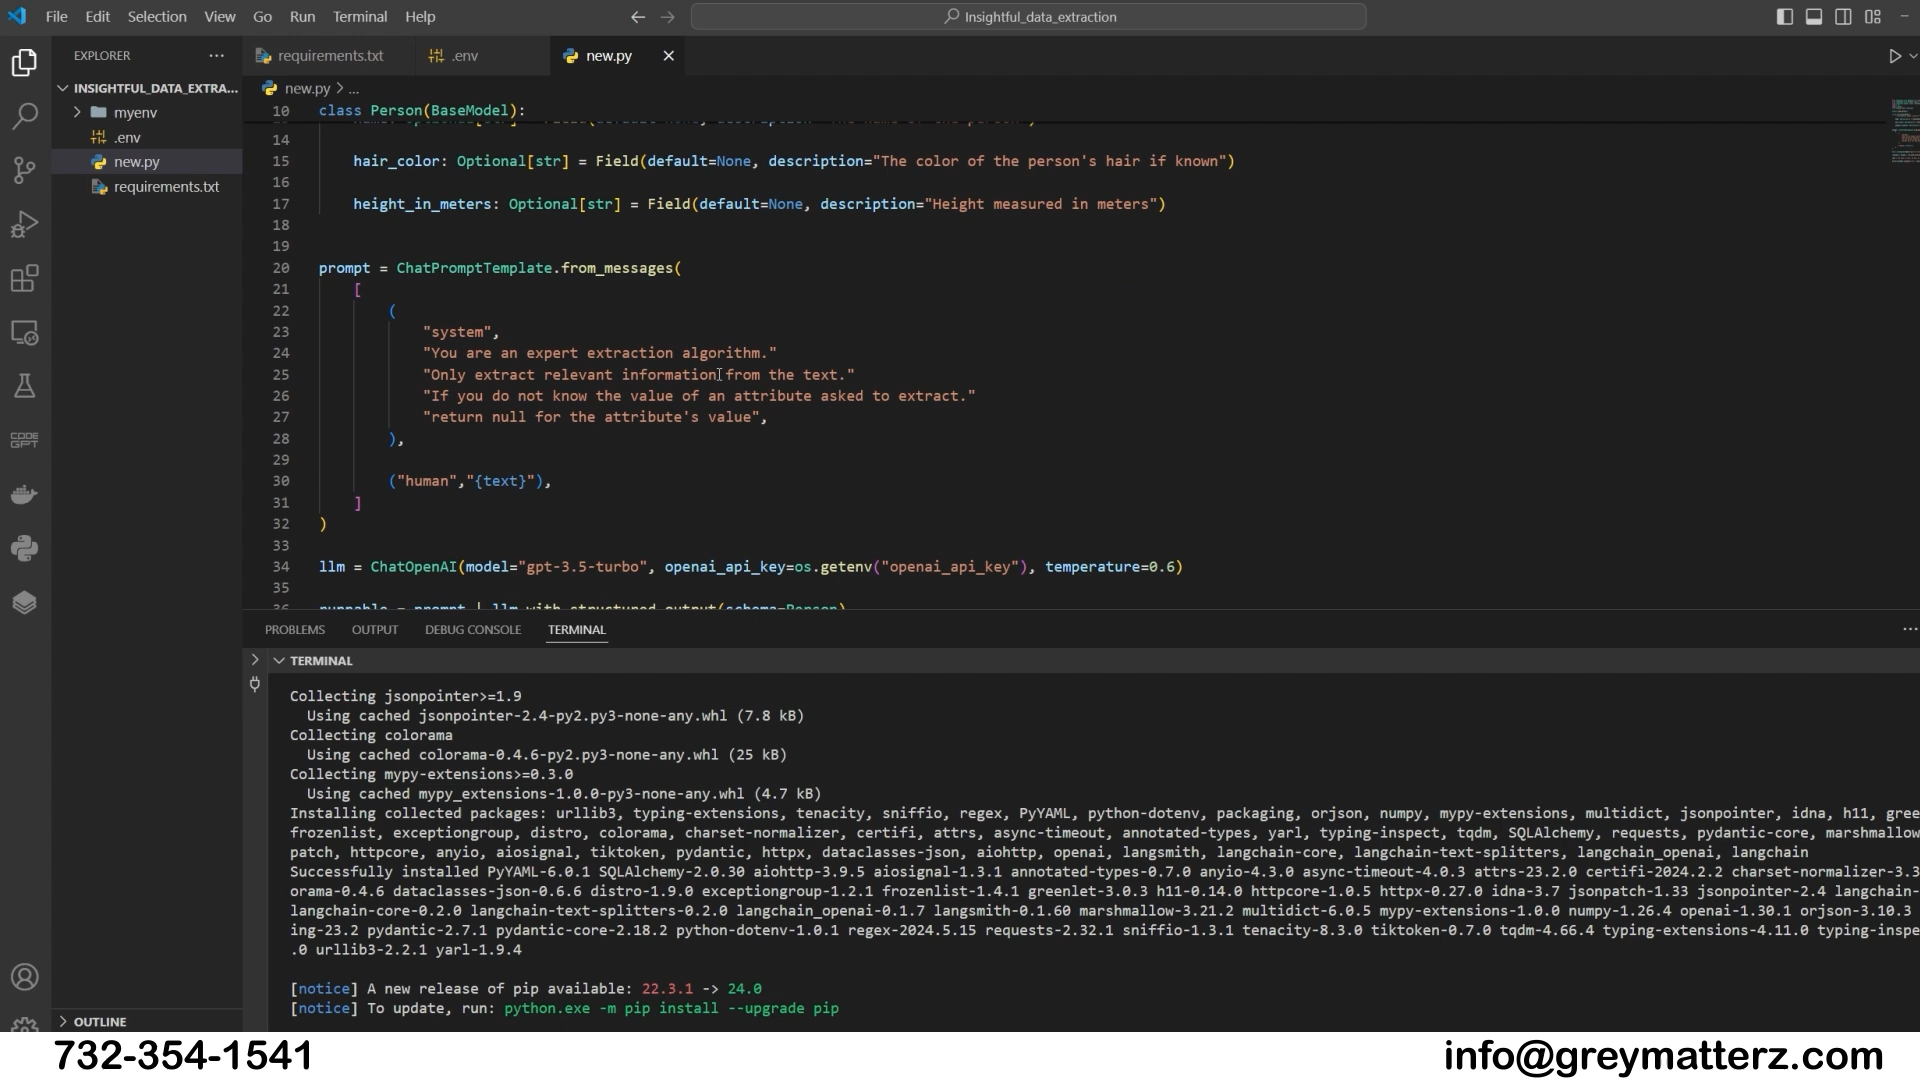 File Edit Selection View Go Run Terminal Help
Insightful_data_extraction
EXPLORER
requirements.txt
.env
new.py
INSIGHTFUL_DATA_EXTRA...
myenv
.env
new.py
requirements.txt
OUTLINE
CODE
GPT
new.py > ...
10 class Person(BaseModel):
14
15 hair_color: Optional[str] = Field(default=None, description="The color of the person's hair if known")
16
17 height_in_meters: Optional[str] = Field(default=None, description="Height measured in meters")
18
19
20 prompt = ChatPromptTemplate.from_messages(
21 [
22 (
23 "system",
24 "You are an expert extraction algorithm."
25 "Only extract relevant information from the text."
26 "If you do not know the value of an attribute asked to extract."
27 "return null for the attribute's value",
28 ),
29
30 ("human","{text}"),
31 ]
32 )
33
34 llm = ChatOpenAI(model="gpt-3.5-turbo", openai_api_key=os.getenv("openai_api_key"), temperature=0.6)
35
36 runnable = prompt | llm.with_structured_output(schema=Person)
PROBLEMS OUTPUT DEBUG CONSOLE TERMINAL
TERMINAL
Collecting jsonpointer>=1.9
Using cached jsonpointer-2.4-py2.py3-none-any.whl (7.8 kB)
Collecting colorama
Using cached colorama-0.4.6-py2.py3-none-any.whl (25 kB)
Collecting mypy-extensions>=0.3.0
Using cached mypy_extensions-1.0.0-py3-none-any.whl (4.7 kB)
Installing collected packages: urllib3, typing-extensions, tenacity, sniffio, regex, PyYAML, python-dotenv, packaging, orjson, numpy, mypy-extensions, multidict, jsonpointer, idna, h11, gree
frozenlist, exceptiongroup, distro, colorama, charset-normalizer, certifi, attrs, async-timeout, annotated-types, yarl, typing-inspect, tqdm, SQLAlchemy, requests, pydantic-core, marshmallow
patch, httpcore, anyio, aiosignal, tiktoken, pydantic, httpx, dataclasses-json, aiohttp, openai, langsmith, langchain-core, langchain-text-splitters, langchain_openai, langchain
Successfully installed PyYAML-6.0.1 SQLAlchemy-2.0.30 aiohttp-3.9.5 aiosignal-1.3.1 annotated-types-0.7.0 anyio-4.3.0 async-timeout-4.0.3 attrs-23.2.0 certifi-2024.2.2 charset-normalizer-3.3
orama-0.4.6 dataclasses-json-0.6.6 distro-1.9.0 exceptiongroup-1.2.1 frozenlist-1.4.1 greenlet-3.0.3 h11-0.14.0 httpcore-1.0.5 httpx-0.27.0 idna-3.7 jsonpatch-1.33 jsonpointer-2.4 langchain-
langchain-core-0.2.0 langchain-text-splitters-0.2.0 langchain_openai-0.1.7 langsmith-0.1.60 marshmallow-3.21.2 multidict-6.0.5 mypy-extensions-1.0.0 numpy-1.26.4 openai-1.30.1 orjson-3.10.3
ing-23.2 pydantic-2.7.1 pydantic-core-2.18.2 python-dotenv-1.0.1 regex-2024.5.15 requests-2.32.1 sniffio-1.3.1 tenacity-8.3.0 tiktoken-0.7.0 tqdm-4.66.4 typing-extensions-4.11.0 typing-inspe
.0 urllib3-2.2.1 yarl-1.9.4
[notice] A new release of pip available: 22.3.1 -> 24.0
[notice] To update, run: python.exe -m pip install --upgrade pip
732-354-1541
info@greymatterz.com